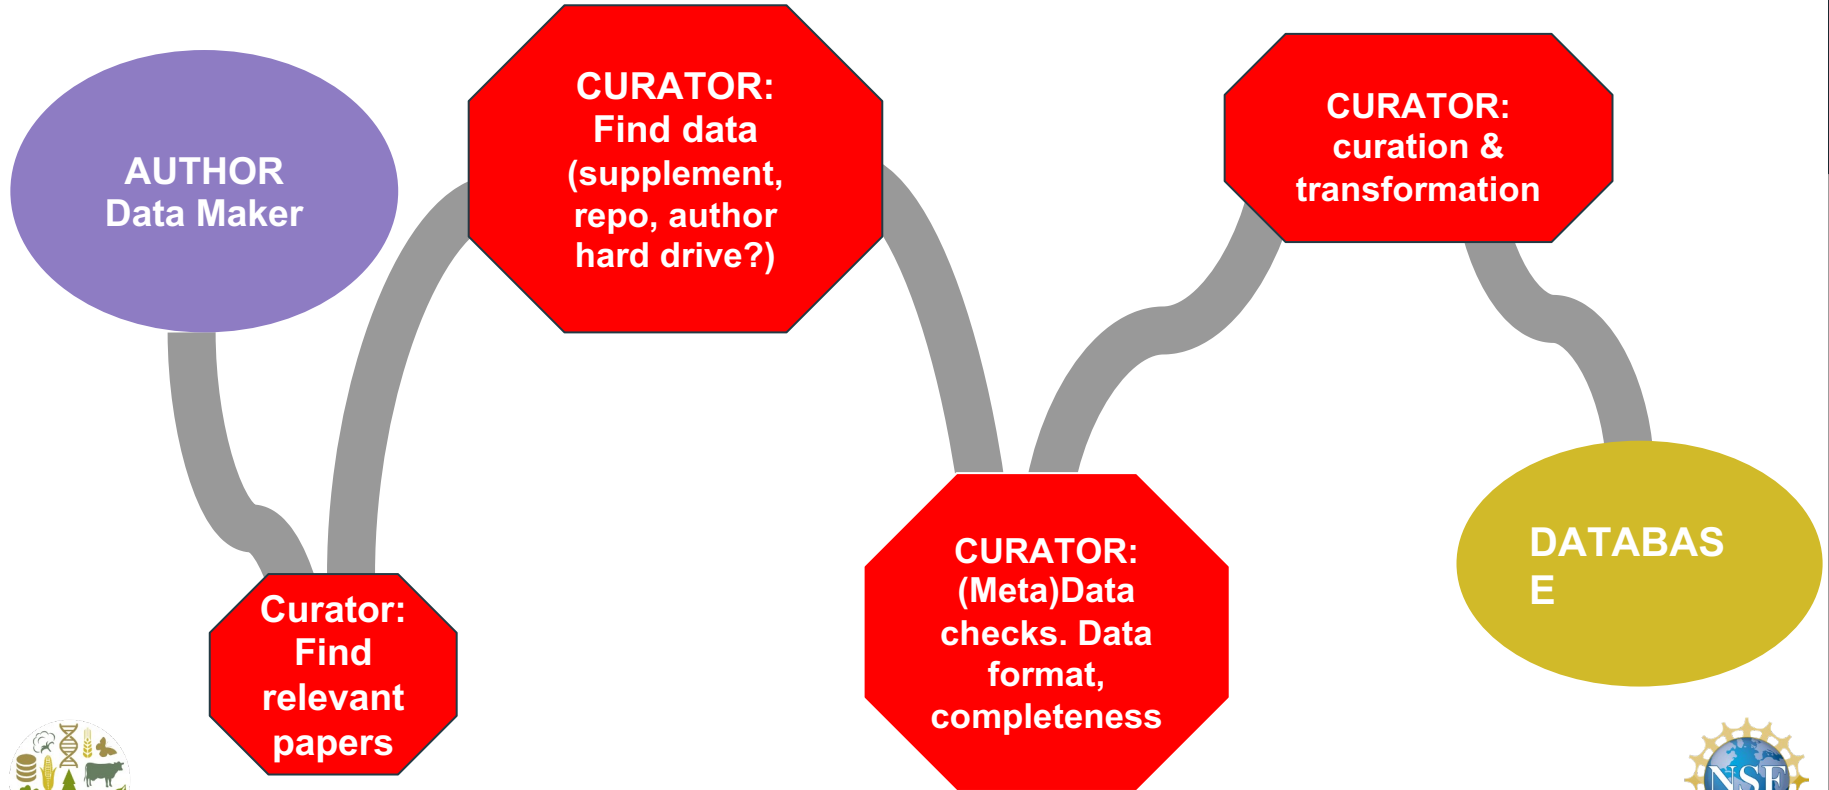 AUTHOR
Data Maker
CURATOR:
Find data
(supplement,
repo, author
hard drive?)
CURATOR:
curation &
transformation
Curator:
Find
relevant
papers
CURATOR:
(Meta)Data
checks. Data
format,
completeness
DATABAS
E
NSF